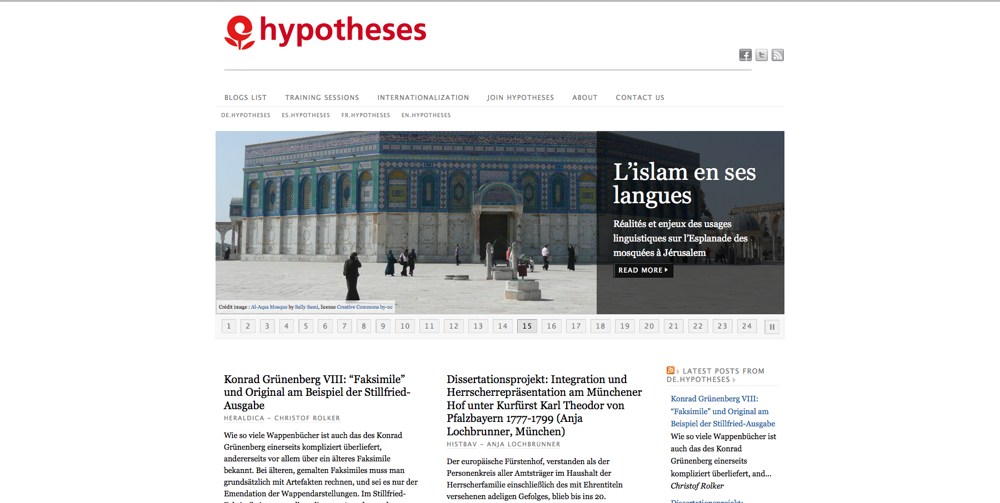 hypotheses
BLOGS LIST TRAINING SESSIONS INTERNATIONALIZATION JOIN HYPOTHESES ABOUT CONTACT US
DE.HYPOTHESES ES.HYPOTHESES FR.HYPOTHESES EN.HYPOTHESES
L’islam en ses
langues
Réalités et enjeux des usages
linguistiques sur l’Esplanade des
mosquées à Jérusalem
READ MORE
Crédit image : Al-Aqsa Mosque by Sally Sami, license Creative Commons by-nc
1 2 3 4 5 6 7 8 9 10 11 12 13 14 15 16 17 18 19 20 21 22 23 24
Konrad Grünenberg VIII: “Faksimile”
und Original am Beispiel der Stillfried-
Ausgabe
HERALDICA – CHRISTOF ROLKER
Wie so viele Wappenbücher ist auch das des Konrad
Grünenberg einerseits kompliziert überliefert,
andererseits vor allem über ein älteres Faksimile
bekannt. Bei älteren, gemalten Faksimiles muss man
grundsätzlich mit Artefakten rechnen, und sei es nur der
Emendation der Wappendarstellungen. Im Stillfried-
Dissertationsprojekt: Integration und
Herrscherrepräsentation am Münchener
Hof unter Kurfürst Karl Theodor von
Pfalzbayern 1777-1799 (Anja
Lochbrunner, München)
HISTBAV – ANJA LOCHBRUNNER
Der europäische Fürstenhof, verstanden als der
Personenkreis aller Amtsträger im Haushalt der
Herrscherfamilie einschließlich des mit Ehrentiteln
versehenen adeligen Gefolges, blieb bis ins 20.
LATEST POSTS FROM
DE.HYPOTHESES
Konrad Grünenberg VIII:
“Faksimile” und Original am
Beispiel der Stillfried-Ausgabe
Wie so viele Wappenbücher ist
auch das des Konrad
Grünenberg einerseits
kompliziert überliefert, and...
Christof Rolker
Dissertationsprojekt: